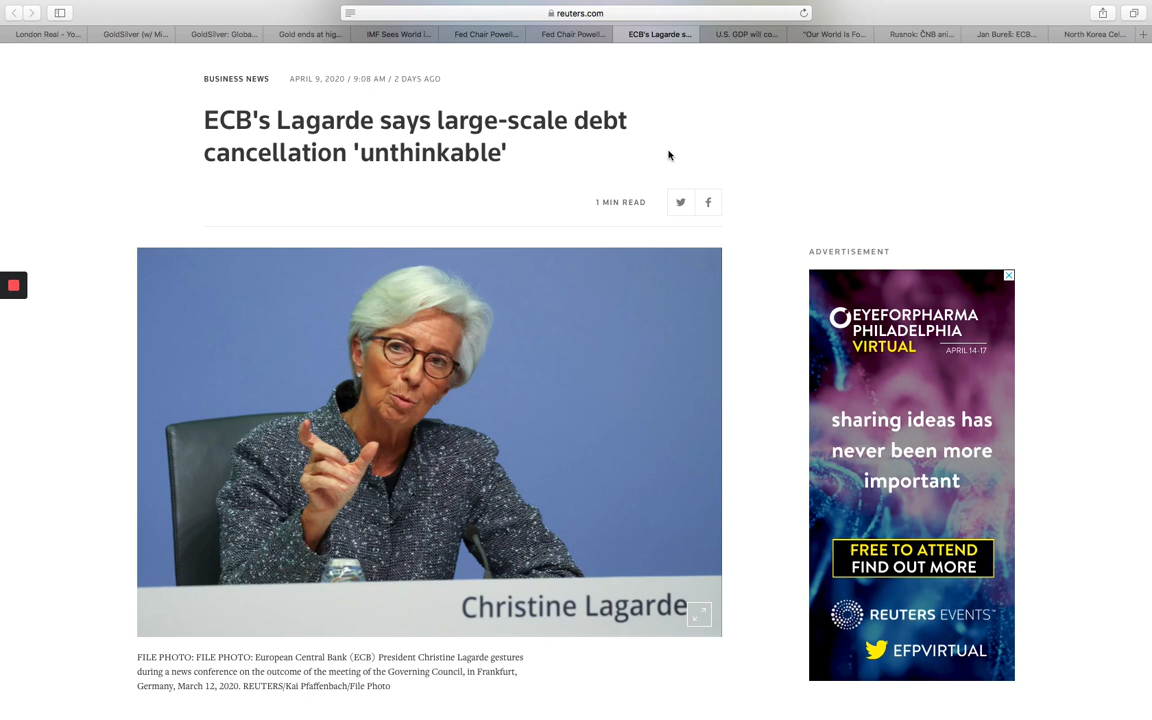 reuters.com
London Real - Yo...
GoldSilver (w/ Mi...
GoldSilver: Globa...
Gold ends at hig...
IMF Sees World i...
Fed Chair Powell...
Fed Chair Powell...
ECB's Lagarde s...
U.S. GDP will co...
"Our World Is Fo...
Rusnok: ČNB ani...
Jan Bureš: ECB...
North Korea Cel...
BUSINESS NEWS
APRIL 9, 2020 / 9:08 AM / 2 DAYS AGO
ECB's Lagarde says large-scale debt
cancellation 'unthinkable'
1 MIN READ
Christine Lagarde
FILE PHOTO: FILE PHOTO: European Central Bank (ECB) President Christine Lagarde gestures
during a news conference on the outcome of the meeting of the Governing Council, in Frankfurt,
Germany, March 12, 2020. REUTERS/Kai Pfaffenbach/File Photo
ADVERTISEMENT
EYEFORPHARMA
PHILADELPHIA
VIRTUAL
APRIL 14-17
sharing ideas has
never been more
important
FREE TO ATTEND
FIND OUT MORE
REUTERS EVENTS™
EFPVIRTUAL